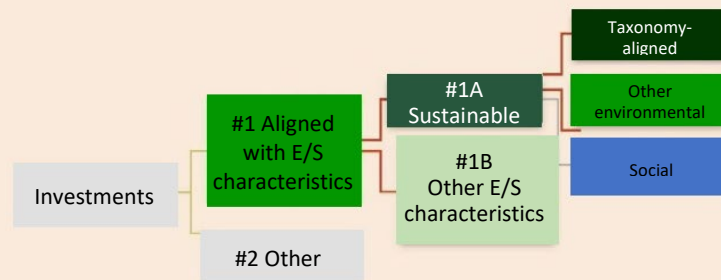 Investments
#1 Aligned
with E/S
characteristics
#2 Other
#1A
Sustainable
#1B
Other E/S
characteristics
Taxonomy-
aligned
Other
environmental
Social